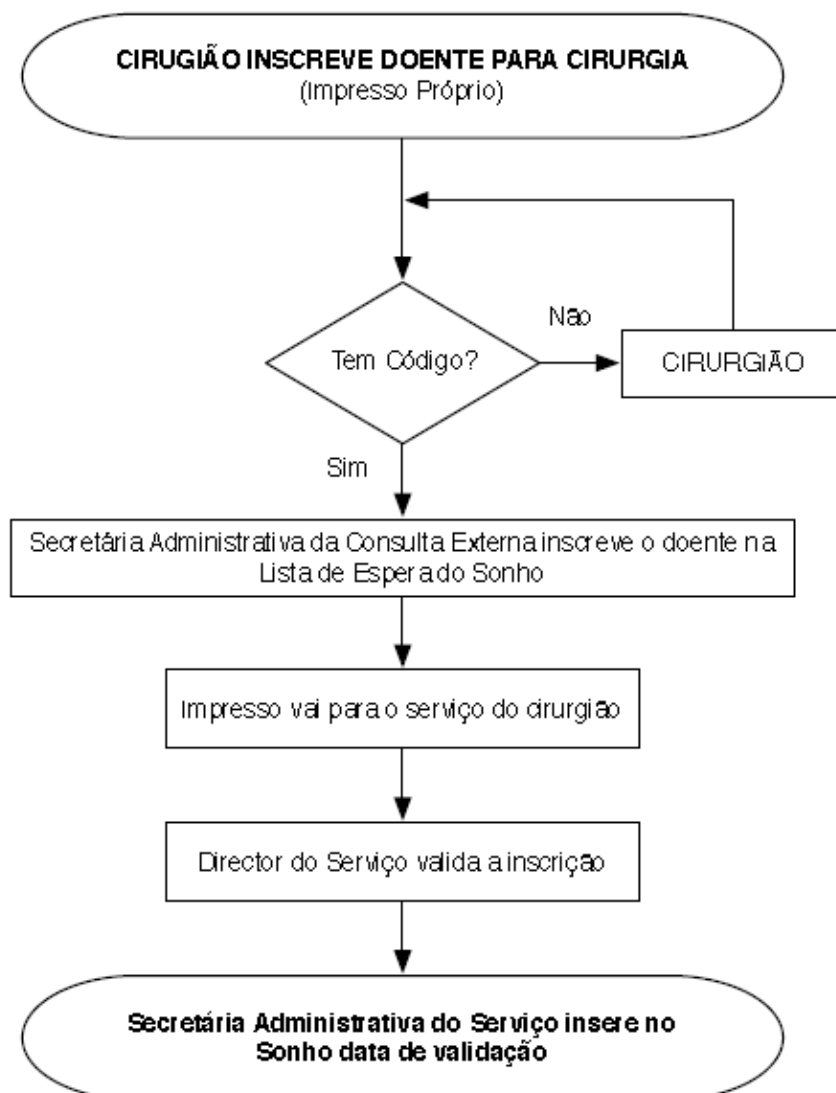 CIRUGIÃO INSCREVE DOENTE PARA CIRURGIA
(Impresso Próprio)
Tem Código?
Não
CIRURGIÃO
Sim
Secretária Administrativa da Consulta Externa inscreve o doente na
Lista de Espera do Sonho
Impresso vai para o serviço do cirurgião
Director do Serviço valida a inscrição
Secretária Administrativa do Serviço insere no
Sonho data de validação